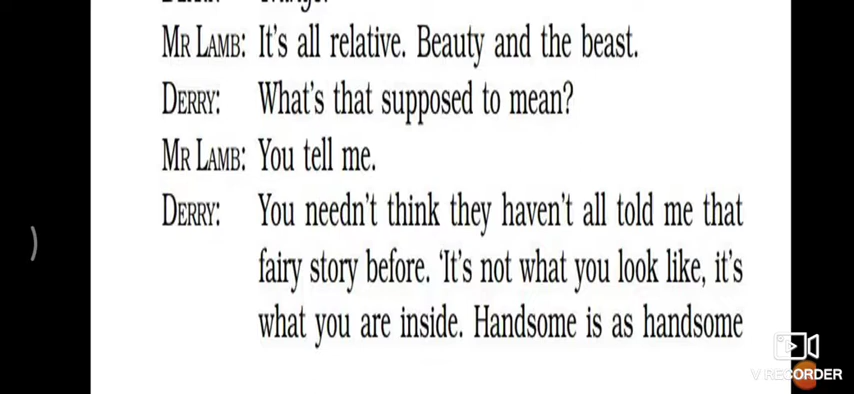 MR LAMB: It's all relative. Beauty and the beast.
DERRY: What's that supposed to mean?
MR LAMB: You tell me.
DERRY: You needn't think they haven't all told me that
fairy story before. 'It's not what you look like, it's
what you are inside. Handsome is as handsome
V RECORDER